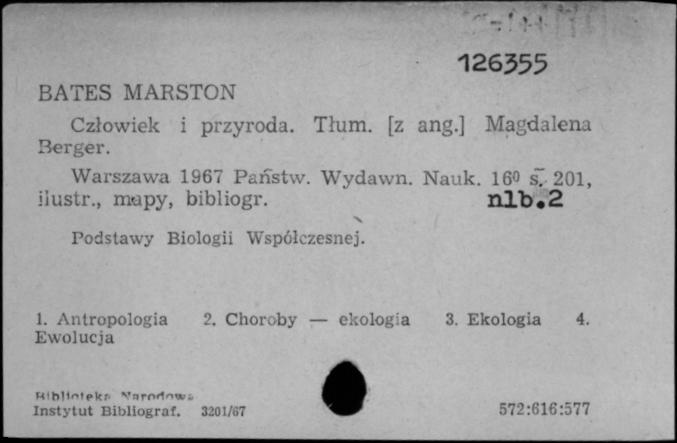 126355
BATES MARSTON
Człowiek i przyroda. Tłum. [z ang.] Magdalena
Berger.
Warszawa 1967 Państw. Wydawn. Nauk. 16⁰ s. 201,
ilustr., mapy, bibliogr. nlb.2
Podstawy Biologii Współczesnej.
1. Antropologia 2. Choroby — ekologia 3. Ekologia 4.
Ewolucja
Biblioteka Narodowa
Instytut Bibliograf. 3201/67 572:616:577